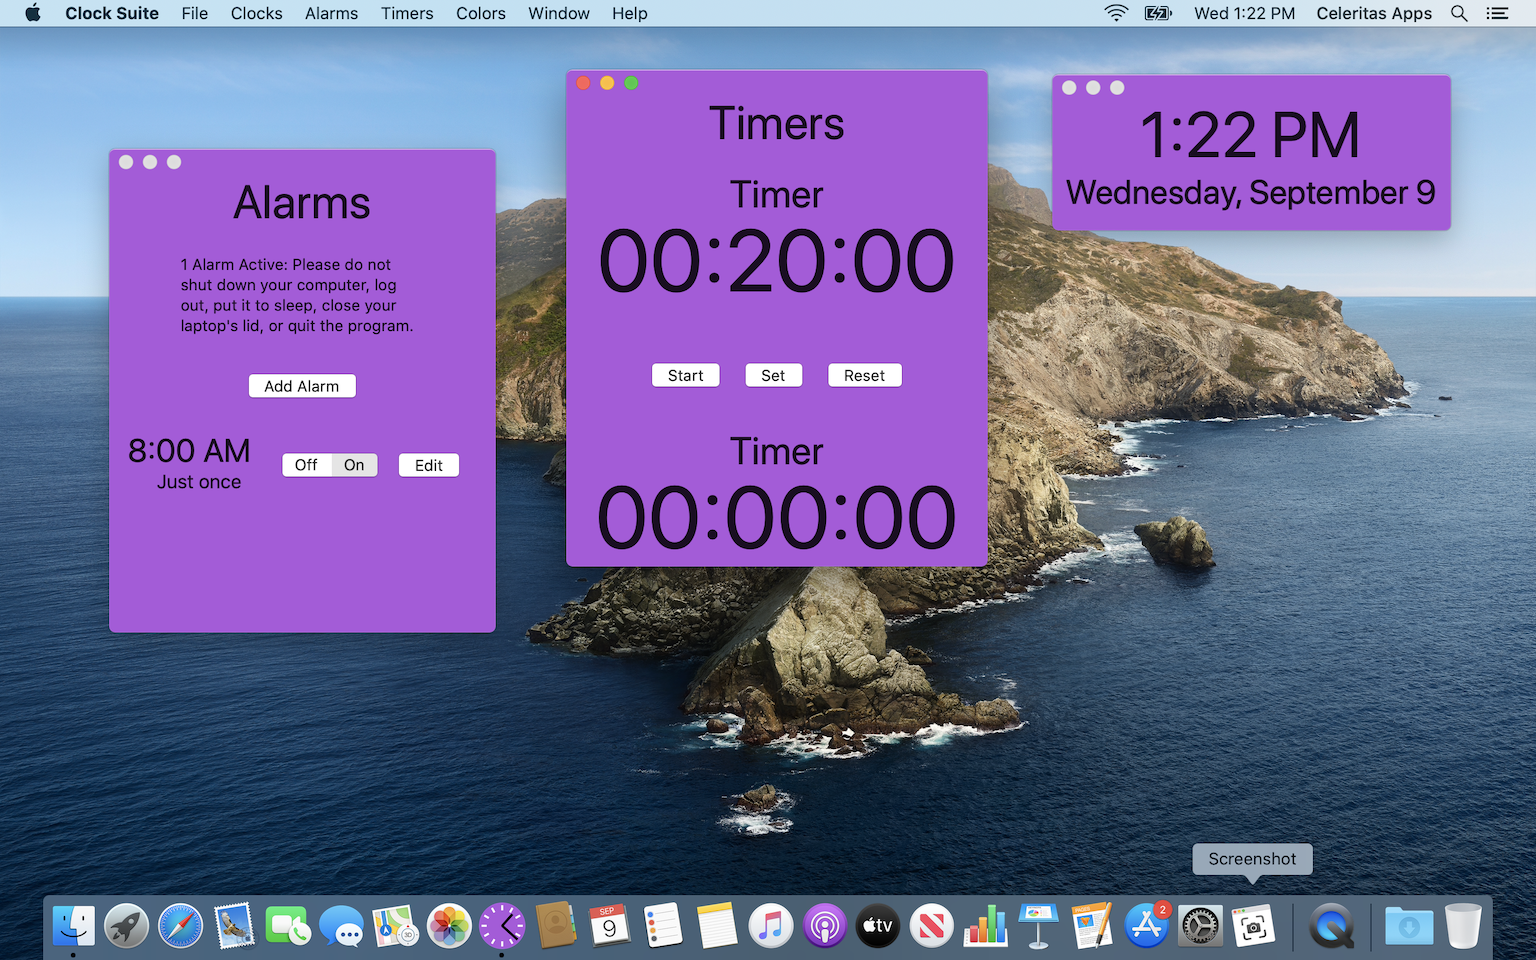 Clock Suite File Clocks Alarms Timers Colors Window Help
Wed 1:22 PM Celeritas Apps
Alarms
1 Alarm Active: Please do not
shut down your computer, log
out, put it to sleep, close your
laptop's lid, or quit the program.
Add Alarm
8:00 AM
Just once
Off On Edit
Timers
Timer
00:20:00
Start Set Reset
Timer
00:00:00
1:22 PM
Wednesday, September 9
Screenshot
SEP
9
tv
PAGES
2